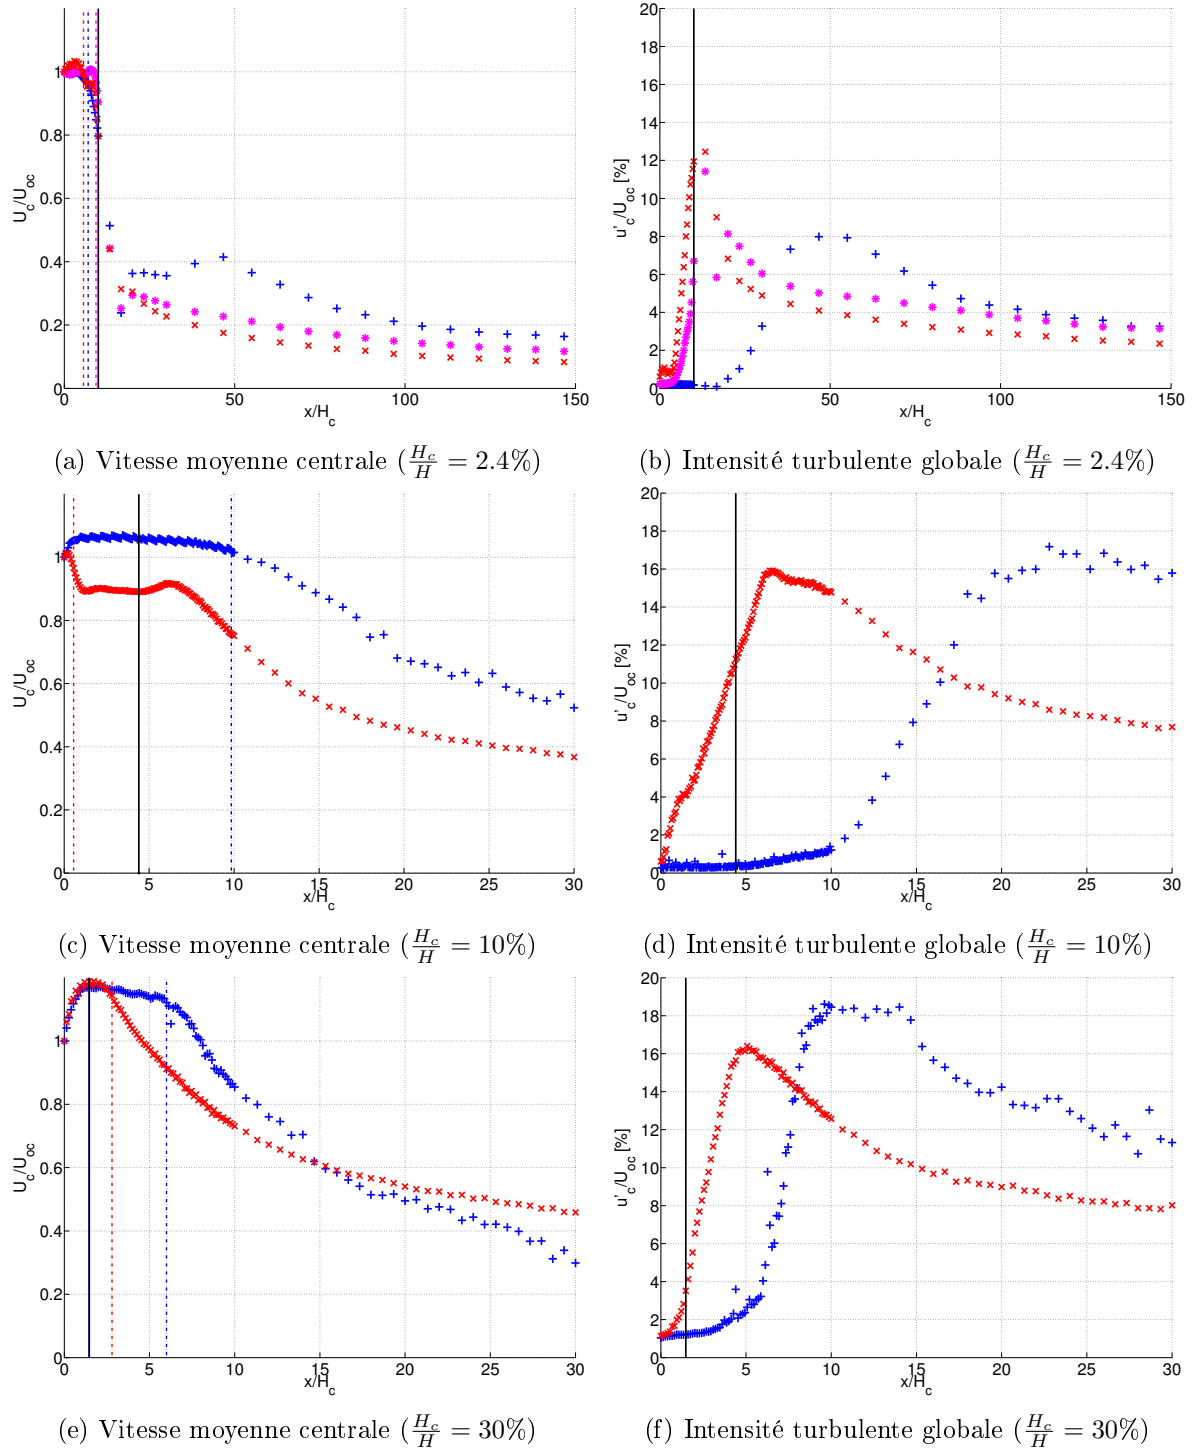 1
0.8
0.6
0.4
0.2
0
0 50 100 150
U_c/U_oc
x/H_c
20
18
16
14
12
10
8
6
4
2
0
0 50 100 150
u'_c/U_oc [%]
x/H_c
(a) Vitesse moyenne centrale (H_c/H = 2.4%)
(b) Intensité turbulente globale (H_c/H = 2.4%)
1
0.8
0.6
0.4
0.2
0
0 5 10 15 20 25 30
U_c/U_oc
x/H_c
20
18
16
14
12
10
8
6
4
2
0
0 5 10 15 20 25 30
u'_c/U_oc [%]
x/H_c
(c) Vitesse moyenne centrale (H_c/H = 10%)
(d) Intensité turbulente globale (H_c/H = 10%)
1
0.8
0.6
0.4
0.2
0
0 5 10 15 20 25 30
U_c/U_oc
x/H_c
20
18
16
14
12
10
8
6
4
2
0
0 5 10 15 20 25 30
u'_c/U_oc [%]
x/H_c
(e) Vitesse moyenne centrale (H_c/H = 30%)
(f) Intensité turbulente globale (H_c/H = 30%)